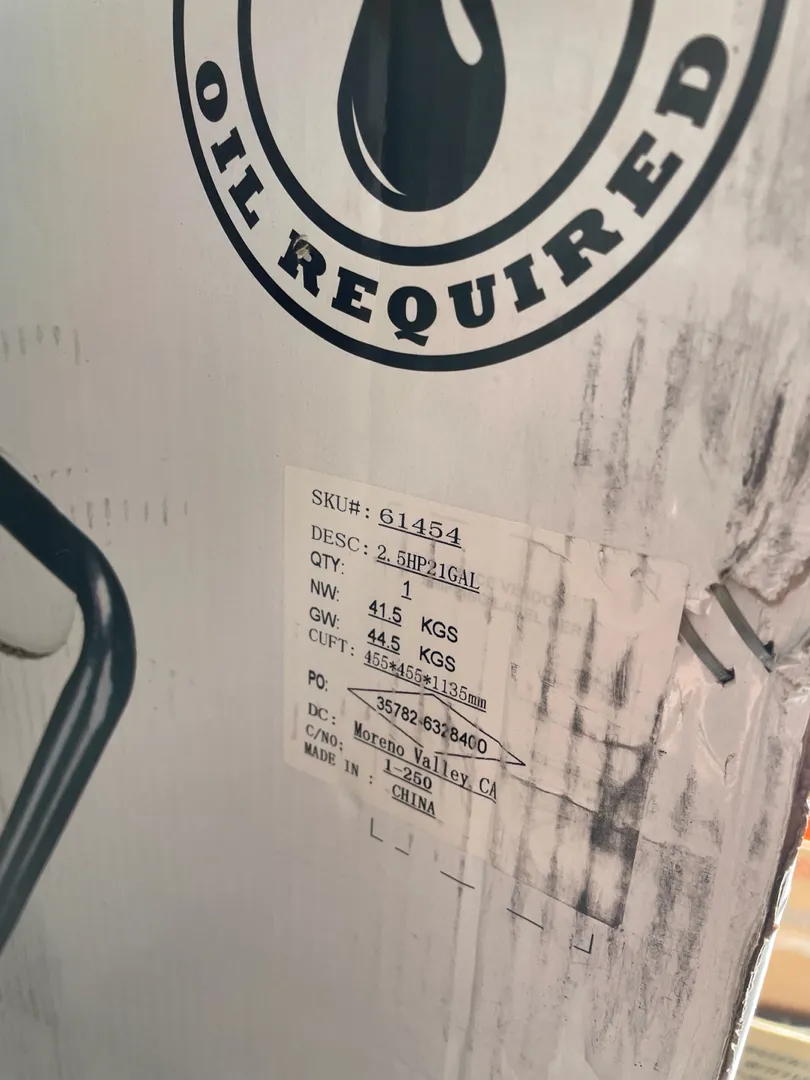 OIL REQUIRED
SKU#: 61454
DESC: 2.5HP21GAL
QTY: 1
NW: 41.5 KGS
GW: 44.5 KGS
CUFT: 455*455*1135mm
PO: 35782-6328400
DC: Moreno Valley, CA
C/NO: 1-250
MADE IN : CHINA